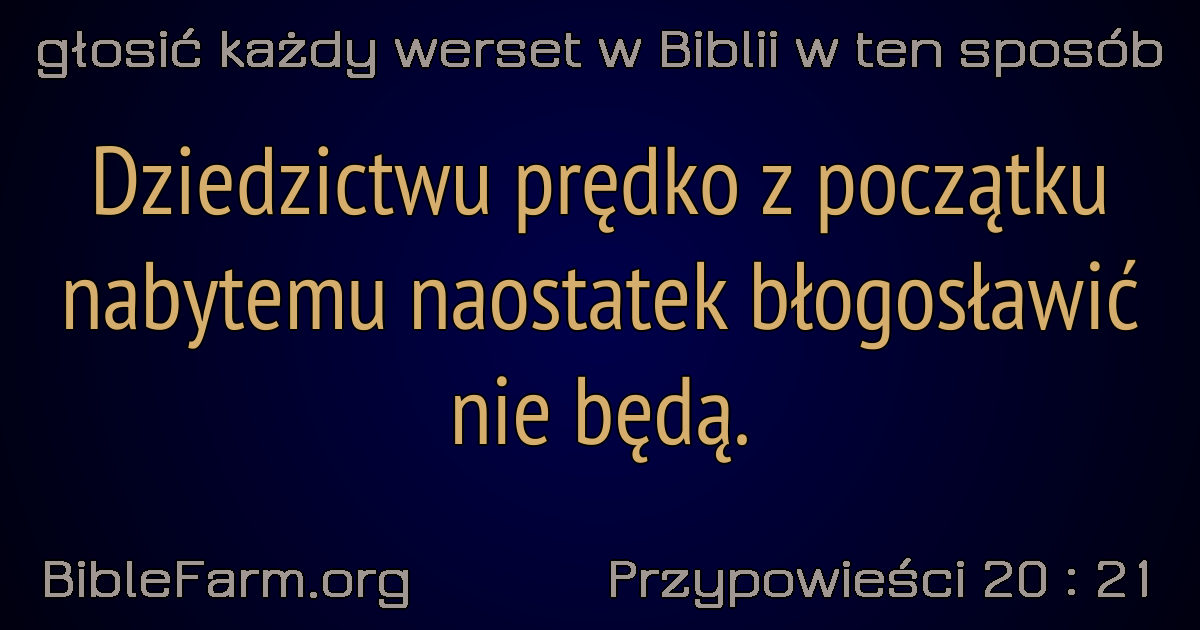 głosić każdy werset w Biblii w ten sposób
Dziedzictwu prędko z początku
nabytemu naostatek błogosławić
nie będą.
BibleFarm.org
Przypowieści 20 : 21